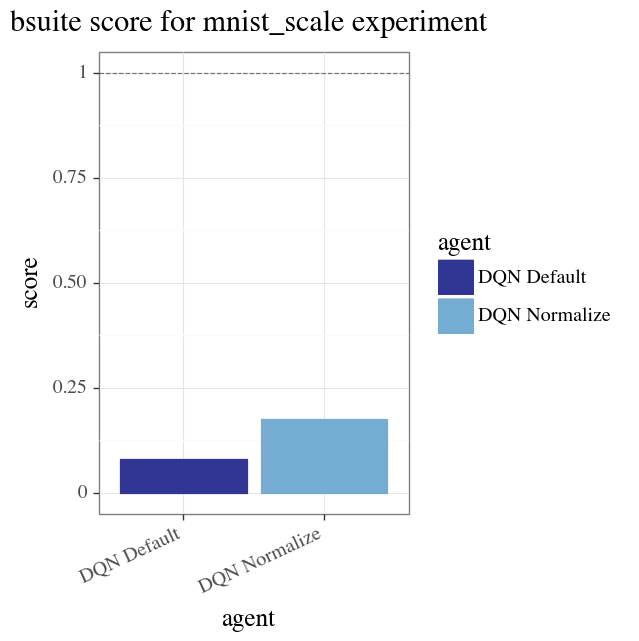 bsuite score for mnist_scale experiment
1
0.75
0.50
0.25
0
score
DQN Default
DQN Normalize
agent
agent
DQN Default
DQN Normalize